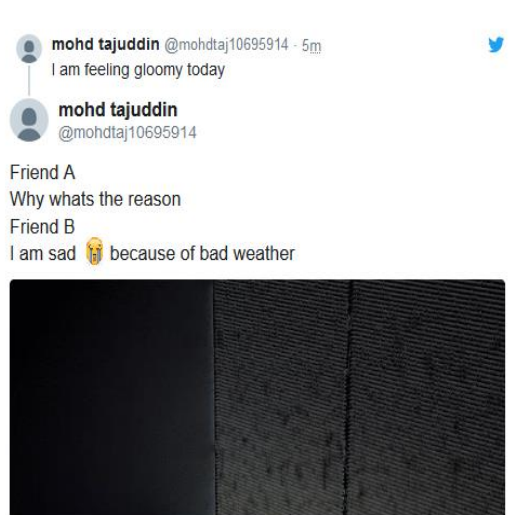 mohd tajuddin @mohdtaj10695914 · 5m
I am feeling gloomy today
mohd tajuddin
@mohdtaj10695914
Friend A
Why whats the reason
Friend B
I am sad 😭 because of bad weather